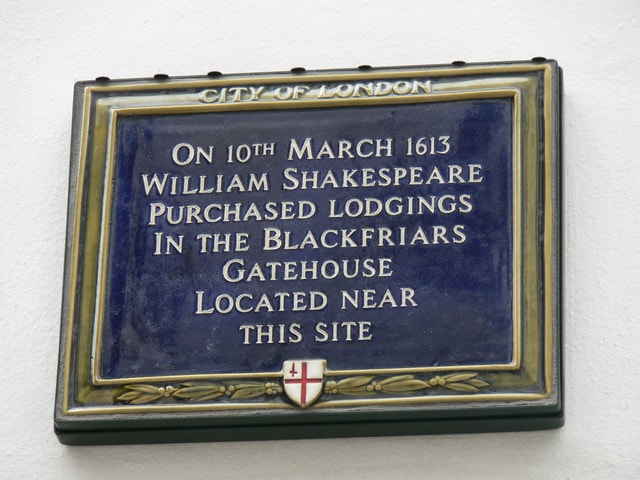 CITY OF LONDON
ON 10TH MARCH 1613
WILLIAM SHAKESPEARE
PURCHASED LODGINGS
IN THE BLACKFRIARS
GATEHOUSE
LOCATED NEAR
THIS SITE